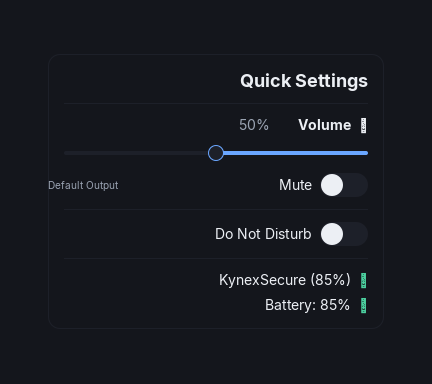 Quick Settings
Volume 50%
Mute Default Output
Do Not Disturb
KynexSecure (85%)
Battery: 85%